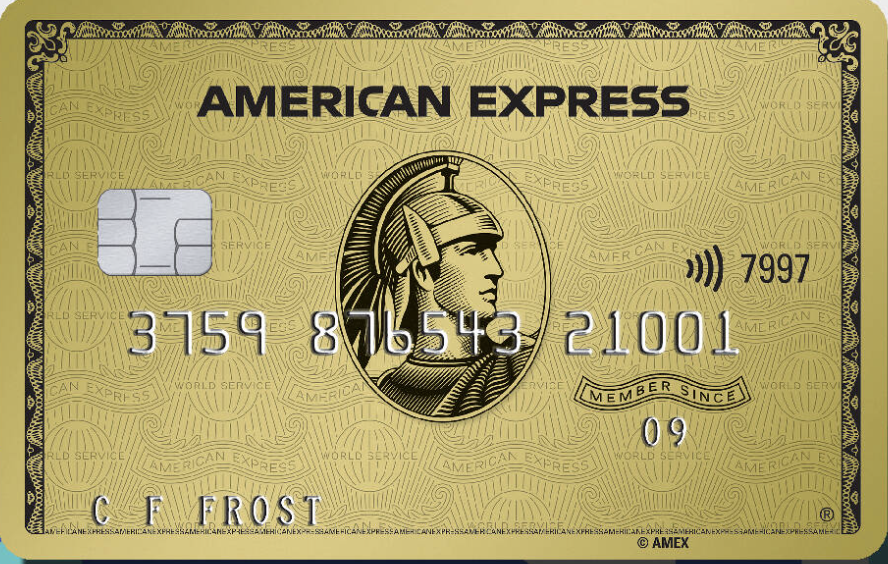 AMERICAN EXPRESS
7997
3759 876543 21001
MEMBER SINCE
09
C F FROST
®
© AMEX